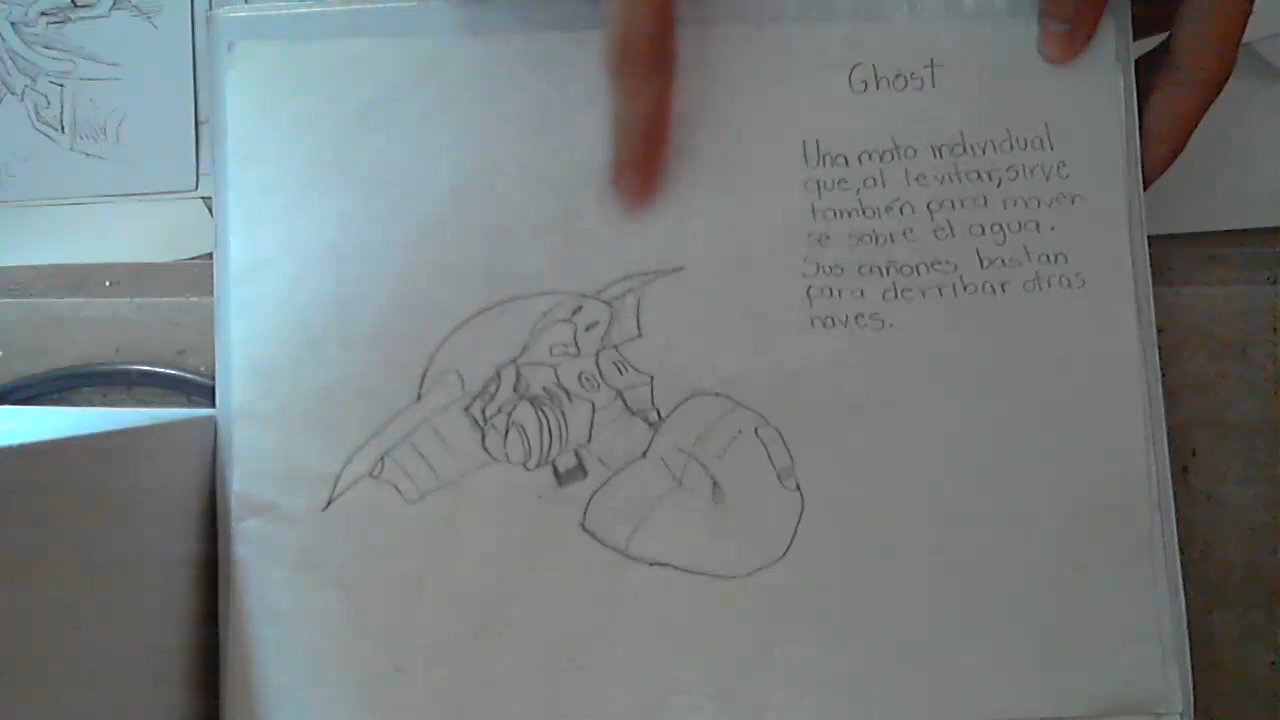 Ghost
Una moto individual
que, al levitar, sirve
también para mover
se sobre el agua.
Sus cañones bastan
para derribar otras
naves.